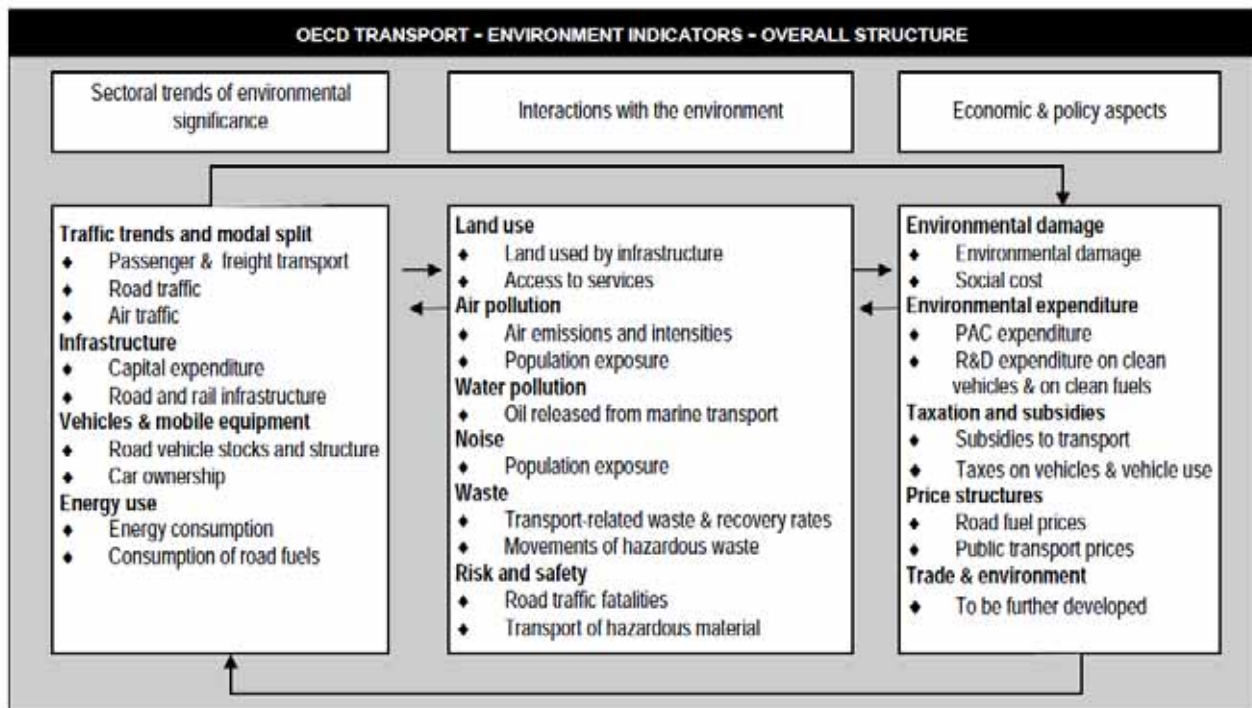 OECD TRANSPORT - ENVIRONMENT INDICATORS - OVERALL STRUCTURE
Sectoral trends of environmental
significance
Interactions with the environment
Economic & policy aspects
Traffic trends and modal split
♦ Passenger & freight transport
♦ Road traffic
♦ Air traffic
Infrastructure
♦ Capital expenditure
♦ Road and rail infrastructure
Vehicles & mobile equipment
♦ Road vehicle stocks and structure
♦ Car ownership
Energy use
♦ Energy consumption
♦ Consumption of road fuels
Land use
♦ Land used by infrastructure
♦ Access to services
Air pollution
♦ Air emissions and intensities
♦ Population exposure
Water pollution
♦ Oil released from marine transport
Noise
♦ Population exposure
Waste
♦ Transport-related waste & recovery rates
♦ Movements of hazardous waste
Risk and safety
♦ Road traffic fatalities
♦ Transport of hazardous material
Environmental damage
♦ Environmental damage
♦ Social cost
Environmental expenditure
♦ PAC expenditure
♦ R&D expenditure on clean
vehicles & on clean fuels
Taxation and subsidies
♦ Subsidies to transport
♦ Taxes on vehicles & vehicle use
Price structures
♦ Road fuel prices
♦ Public transport prices
Trade & environment
♦ To be further developed